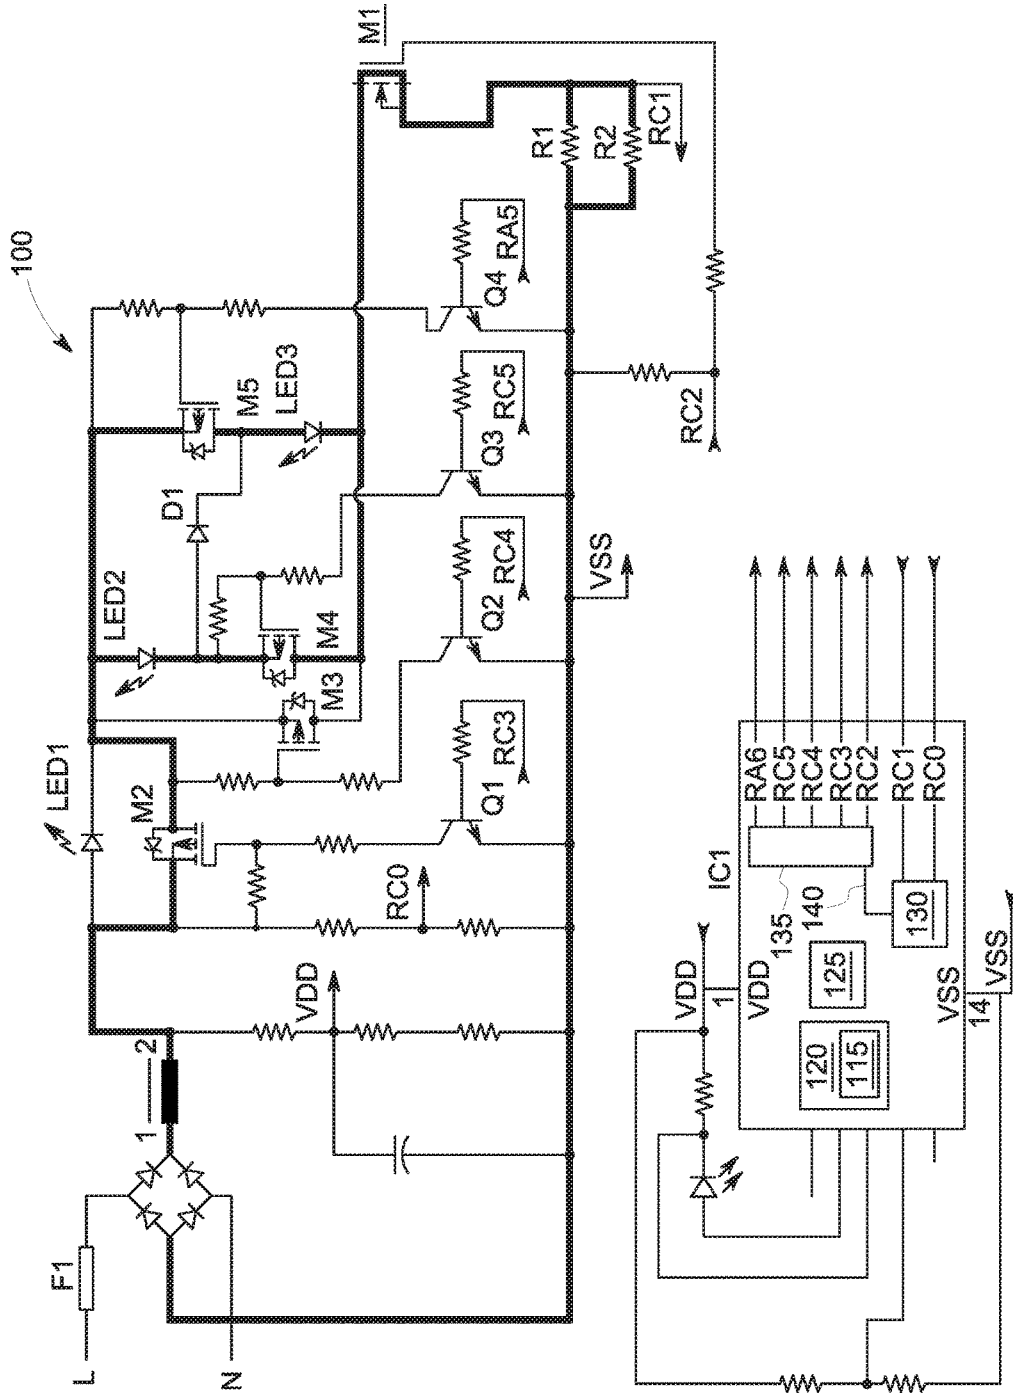 100
L
F1
N
1
2
VDD
LED1
M2
RC0
M3
LED2
M4
D1
M5
LED3
M1
Q1
RC3
Q2
RC4
Q3
RC5
Q4
RA5
R1
R2
RC1
VSS
RC2
VDD
1
IC1
VDD
120
115
125
135
140
130
RA6
RC5
RC4
RC3
RC2
RC1
RC0
VSS
14
VSS